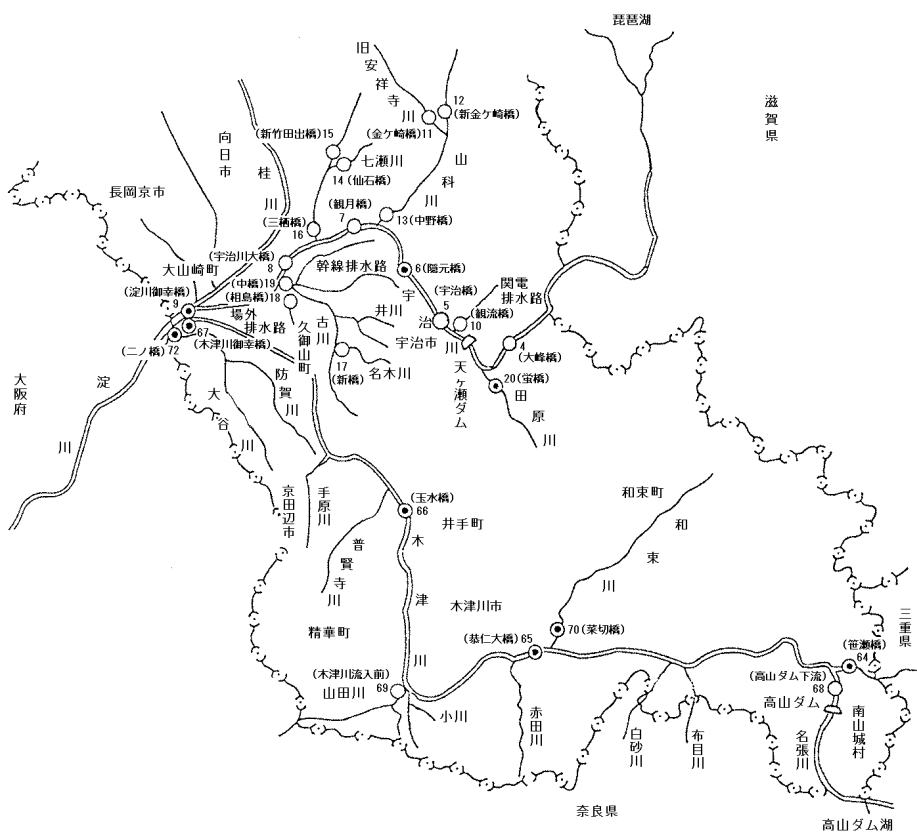 琵琶湖
滋賀県
旧安祥寺川
12
(新金ケ崎橋)
(金ケ崎橋)11
(新竹田出橋)15
七瀬川
14(仙石橋)
山科川
向日市
桂川
長岡京市
(観月橋)
7
13(中野橋)
(三栖橋)
16
(宇治川大橋)
8
幹線排水路
6(隠元橋)
大山崎町
(中橋)19
(相島橋)18
(淀川御幸橋)
9
場外
排水路
67
(木津川御幸橋)
(二ノ橋)
72
久御山町
古川
井川
宇治市
名木川
17
(新橋)
宇治川
(宇治橋)
5
関電
排水路
(観流橋)
10
天ヶ瀬ダム
4
(大峰橋)
20(蛍橋)
田原川
大阪府
淀川
大谷川
防賀川
京田辺市
手原川
(玉水橋)
66
井手町
和束町
和束川
普賢寺川
木津川
木津川市
精華町
70(菜切橋)
(恭仁大橋)65
三重県
(笹瀬橋)
64
(木津川流入前)
69
山田川
小川
赤田川
白砂川
布目川
(高山ダム下流)
68
高山ダム
名張川
南山城村
奈良県
高山ダム湖